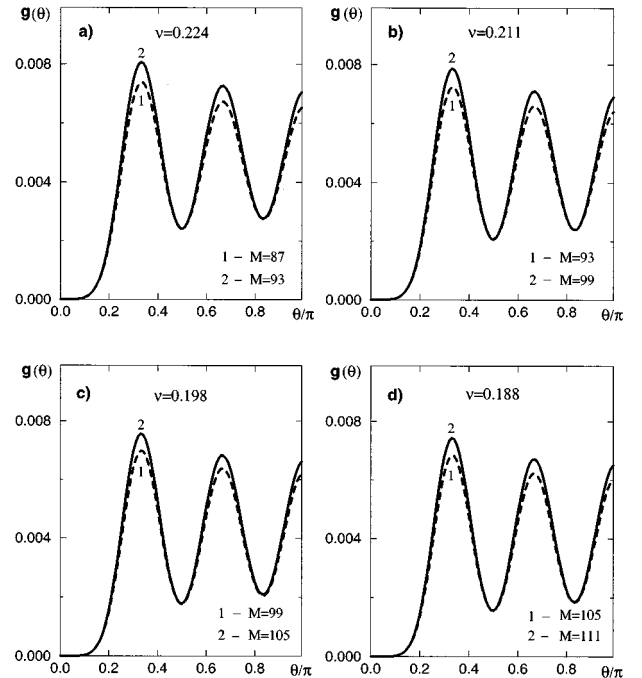 g(θ)
a)
ν=0.224
0.008
2
1
0.004
1 – M=87
2 – M=93
0.000
0.0 0.2 0.4 0.6 0.8 θ/π
g(θ)
b)
ν=0.211
0.008
2
1
0.004
1 – M=93
2 – M=99
0.000
0.0 0.2 0.4 0.6 0.8 θ/π
g(θ)
c)
ν=0.198
0.008
2
1
0.004
1 – M=99
2 – M=105
0.000
0.0 0.2 0.4 0.6 0.8 θ/π
g(θ)
d)
ν=0.188
0.008
2
1
0.004
1 – M=105
2 – M=111
0.000
0.0 0.2 0.4 0.6 0.8 θ/π